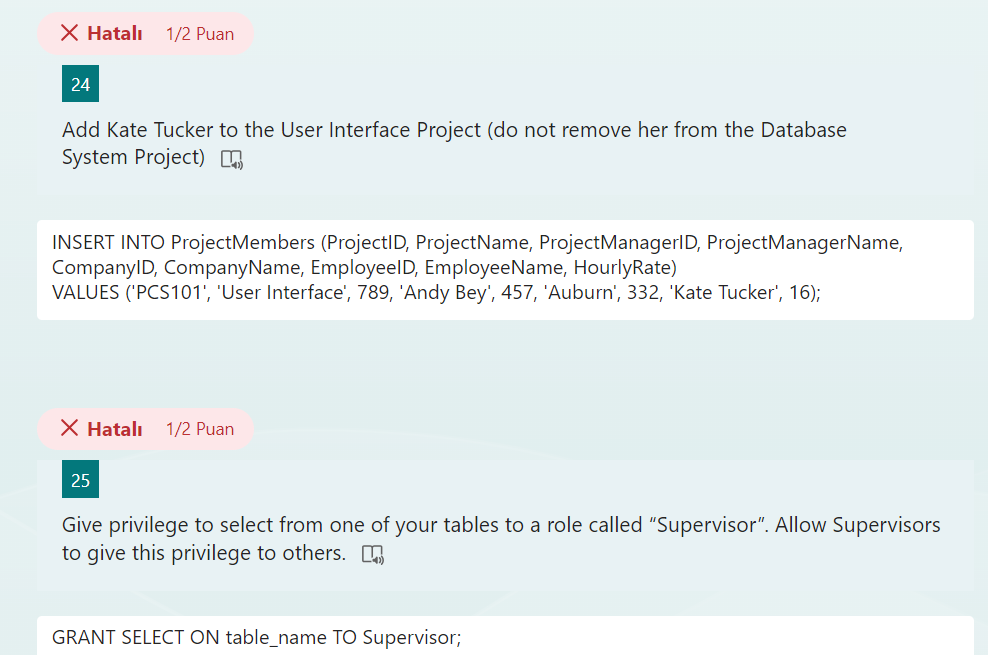 Hatalı 1/2 Puan
24
Add Kate Tucker to the User Interface Project (do not remove her from the Database
System Project)
INSERT INTO ProjectMembers (ProjectID, ProjectName, ProjectManagerID, ProjectManagerName,
CompanyID, CompanyName, EmployeeID, EmployeeName, HourlyRate)
VALUES ('PCS101', 'User Interface', 789, 'Andy Bey', 457, 'Auburn', 332, 'Kate Tucker', 16);
Hatalı 1/2 Puan
25
Give privilege to select from one of your tables to a role called “Supervisor”. Allow Supervisors
to give this privilege to others.
GRANT SELECT ON table_name TO Supervisor;